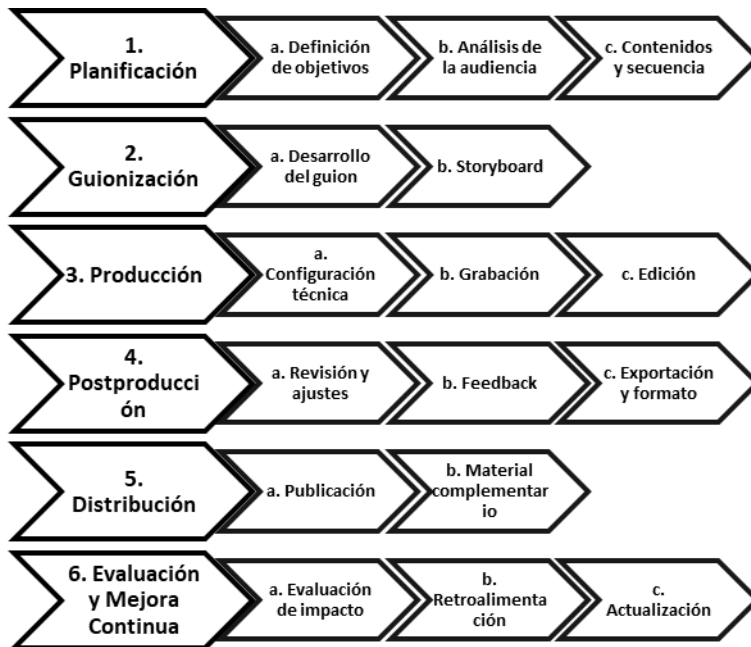 1.
Planificación
a. Definición
de objetivos
b. Análisis de
la audiencia
c. Contenidos
y secuencia
2.
Guionización
a. Desarrollo
del guion
b. Storyboard
3. Producción
a.
Configuración
técnica
b. Grabación
c. Edición
4.
Postproducci
ón
a. Revisión y
ajustes
b. Feedback
c. Exportación
y formato
5.
Distribución
a. Publicación
b. Material
complementar
io
6. Evaluación
y Mejora
Continua
a. Evaluación
de impacto
b.
Retroalimenta
ción
c.
Actualización